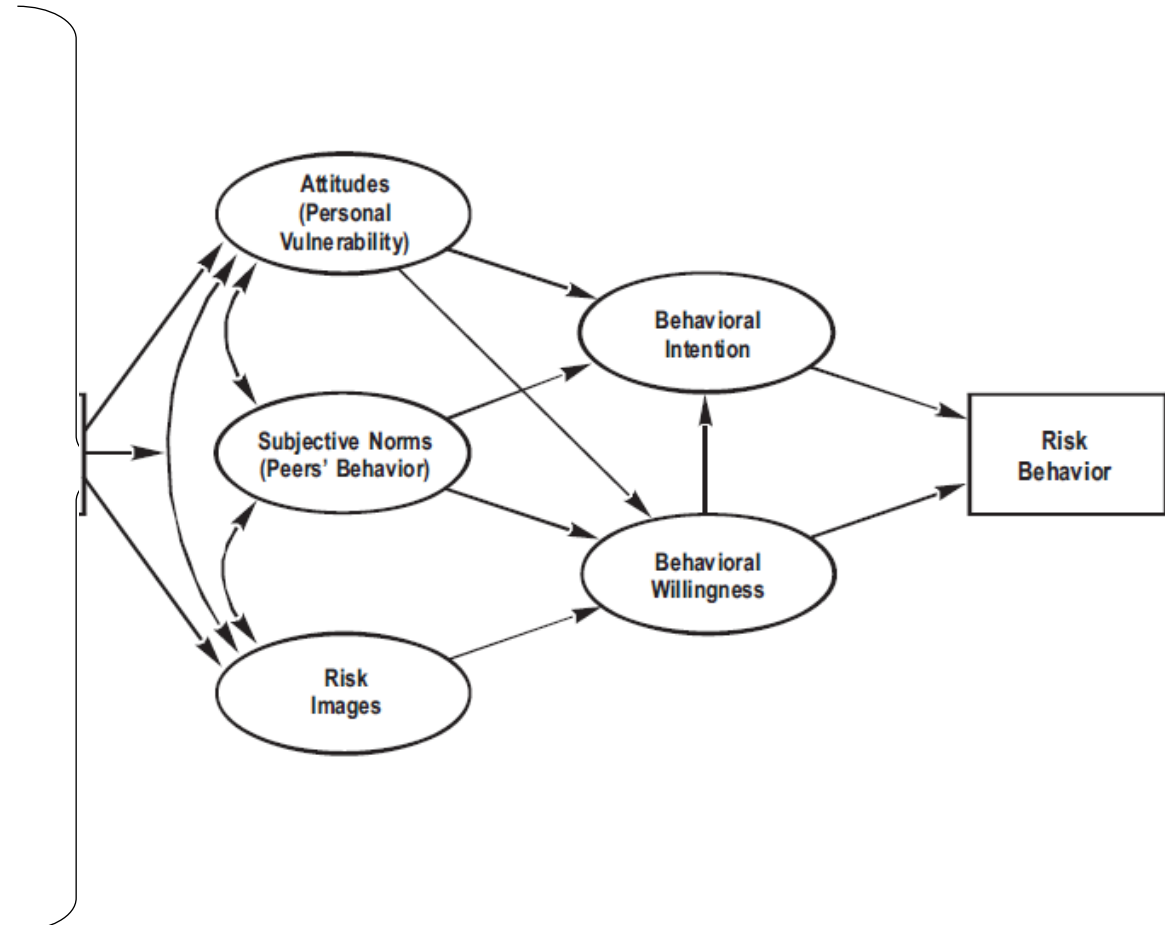 Attitudes
(Personal
Vulnerability)
Behavioral
Intention
Subjective Norms
(Peers' Behavior)
Risk
Behavior
Behavioral
Willingness
Risk
Images